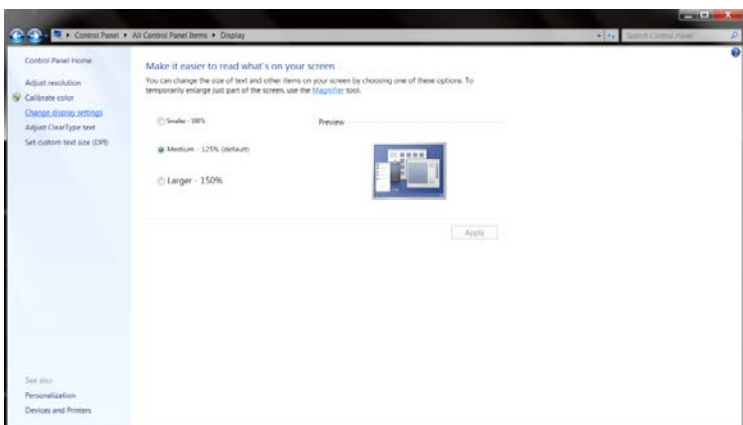 Control Panel ▸ All Control Panel Items ▸ Display
Search Control Panel
Control Panel Home
Adjust resolution
Calibrate color
Change display settings
Adjust ClearType text
Set custom text size (DPI)
See also
Personalization
Devices and Printers
Make it easier to read what's on your screen
You can change the size of text and other items on your screen by choosing one of these options. To
temporarily enlarge just part of the screen, use the Magnifier tool.
Smaller - 100%
Preview
Medium - 125% (default)
Larger - 150%
Apply